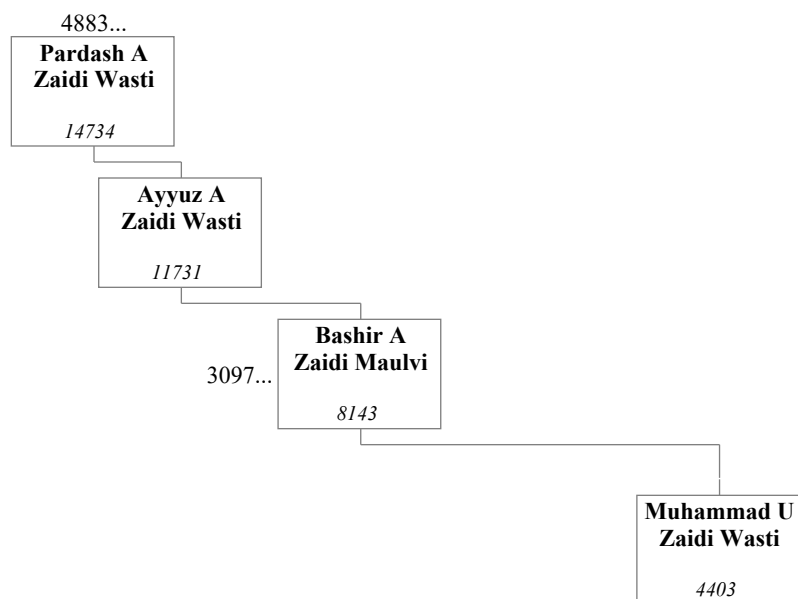 4883...
Pardash A
Zaidi Wasti
14734
Ayyuz A
Zaidi Wasti
11731
Bashir A
Zaidi Maulvi
3097...
8143
Muhammad U
Zaidi Wasti
4403